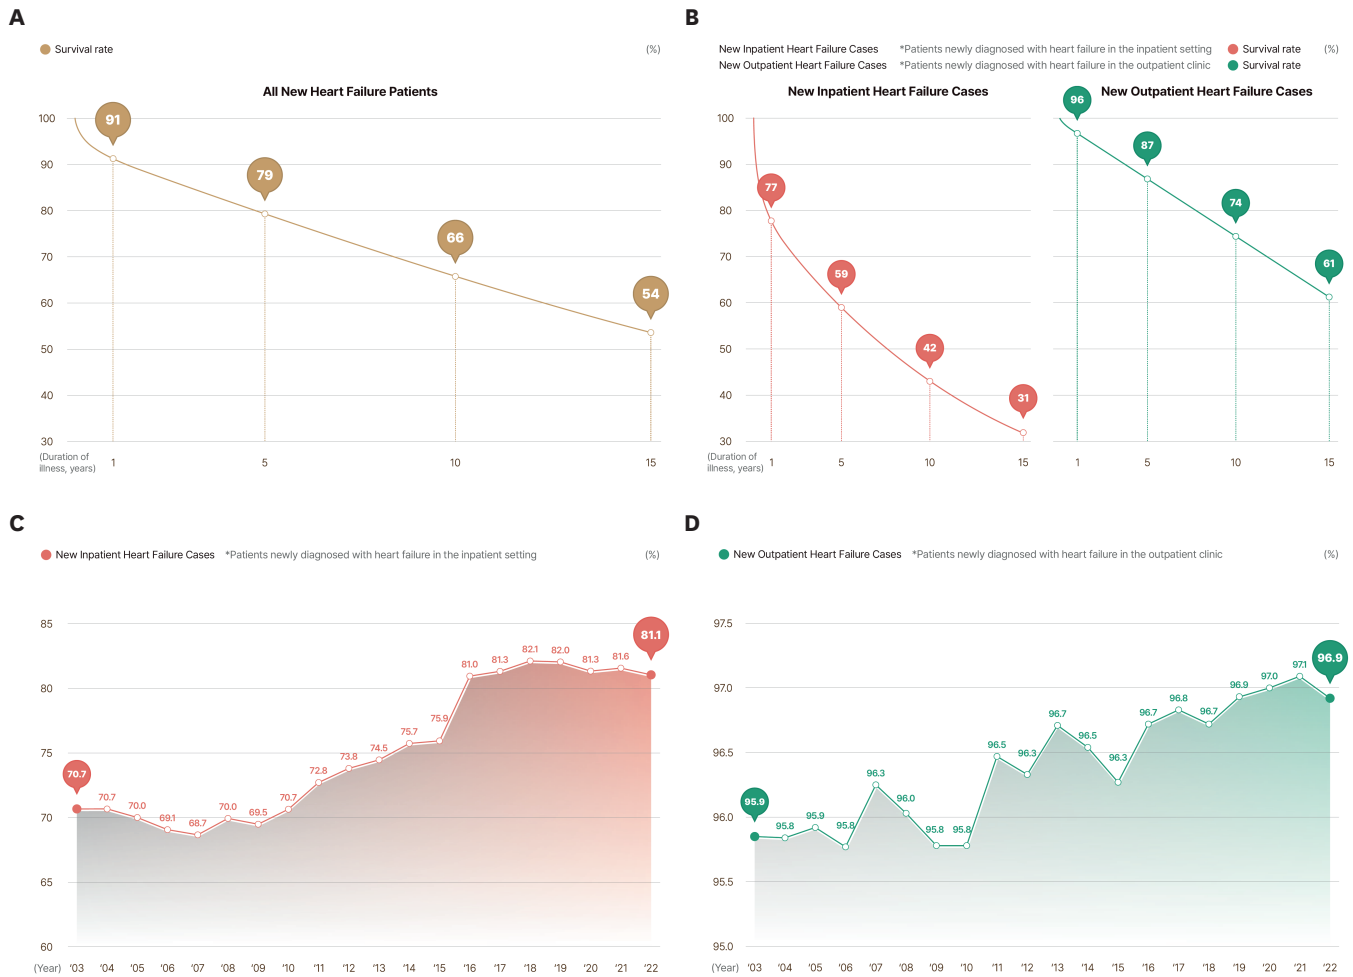 A
Survival rate (%)
All New Heart Failure Patients
100
90
80
70
60
50
40
30
91
79
66
54
(Duration of
illness, years)
1 5 10 15
B
New Inpatient Heart Failure Cases *Patients newly diagnosed with heart failure in the inpatient setting Survival rate (%)
New Outpatient Heart Failure Cases *Patients newly diagnosed with heart failure in the outpatient clinic Survival rate
New Inpatient Heart Failure Cases
100
90
80
70
60
50
40
30
77
59
42
31
(Duration of
illness, years)
1 5 10 15
New Outpatient Heart Failure Cases
96
87
74
61
1 5 10 15
C
New Inpatient Heart Failure Cases *Patients newly diagnosed with heart failure in the inpatient setting (%)
85
80
75
70
65
60
70.7 70.7 70.0 69.1 68.7 70.0 69.5 70.7 72.8 73.8 74.5 75.7 75.9 81.0 81.3 82.1 82.0 81.3 81.6 81.1
(Year) '03 '04 '05 '06 '07 '08 '09 '10 '11 '12 '13 '14 '15 '16 '17 '18 '19 '20 '21 '22
D
New Outpatient Heart Failure Cases *Patients newly diagnosed with heart failure in the outpatient clinic (%)
97.5
97.0
96.5
96.0
95.5
95.0
95.9 95.8 95.9 95.8 96.3 96.0 95.8 95.8 96.5 96.3 96.7 96.5 96.3 96.7 96.8 96.7 96.9 97.0 97.1 96.9
(Year) '03 '04 '05 '06 '07 '08 '09 '10 '11 '12 '13 '14 '15 '16 '17 '18 '19 '20 '21 '22